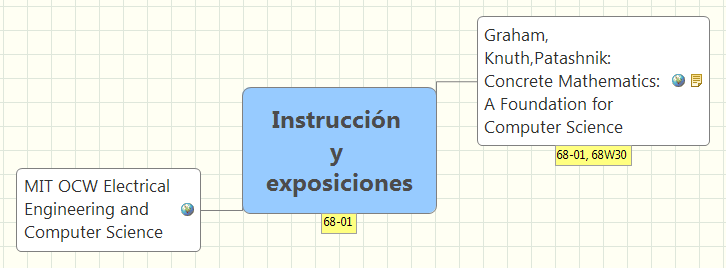 Graham,
Knuth,Patashnik:
Concrete Mathematics:
A Foundation for
Computer Science
68-01, 68W30
Instrucción
y
exposiciones
68-01
MIT OCW Electrical
Engineering and
Computer Science